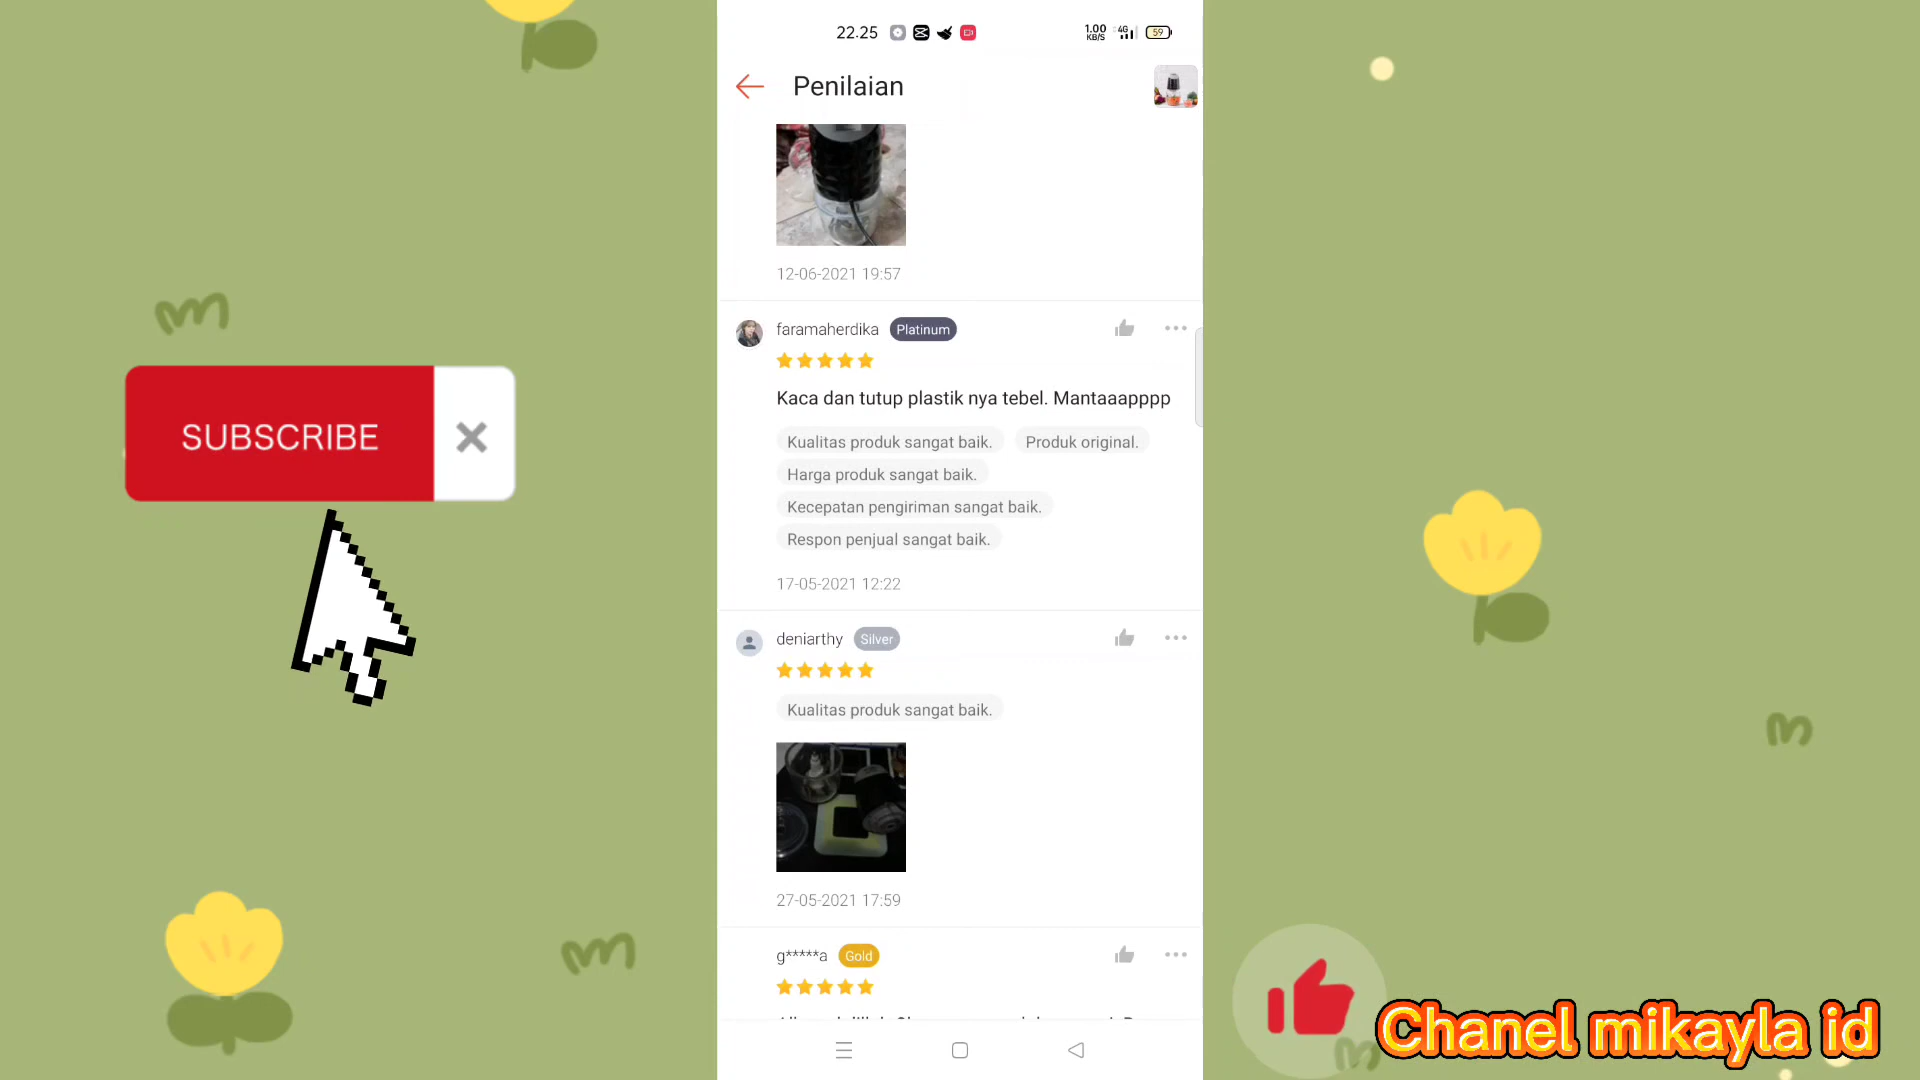 22.25
1.00
KB/S
4G
59
Penilaian
12-06-2021 19:57
faramaherdika Platinum
Kaca dan tutup plastik nya tebel. Mantaaapppp
Kualitas produk sangat baik. Produk original.
Harga produk sangat baik.
Kecepatan pengiriman sangat baik.
Respon penjual sangat baik.
17-05-2021 12:22
deniarthy Silver
Kualitas produk sangat baik.
27-05-2021 17:59
g*****a Gold
SUBSCRIBE
Chanel mikayla id